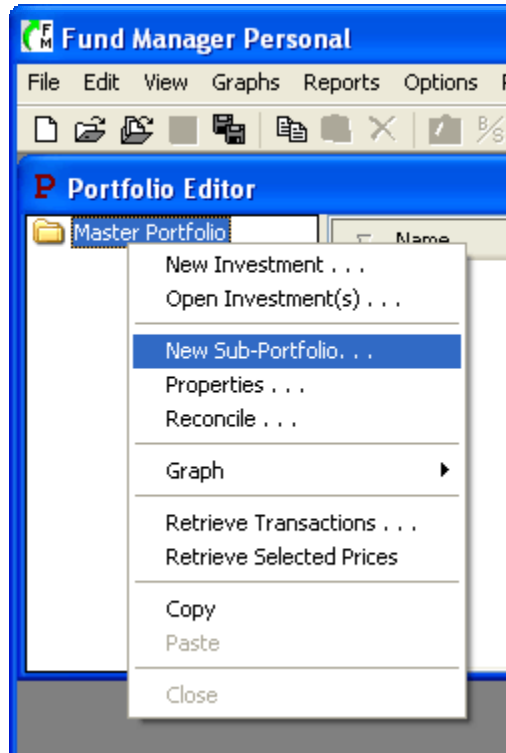 Fund Manager Personal
File Edit View Graphs Reports Options
Portfolio Editor
Master Portfolio
Name
New Investment . . .
Open Investment(s) . . .
New Sub-Portfolio. . .
Properties . . .
Reconcile . . .
Graph
Retrieve Transactions . . .
Retrieve Selected Prices
Copy
Paste
Close